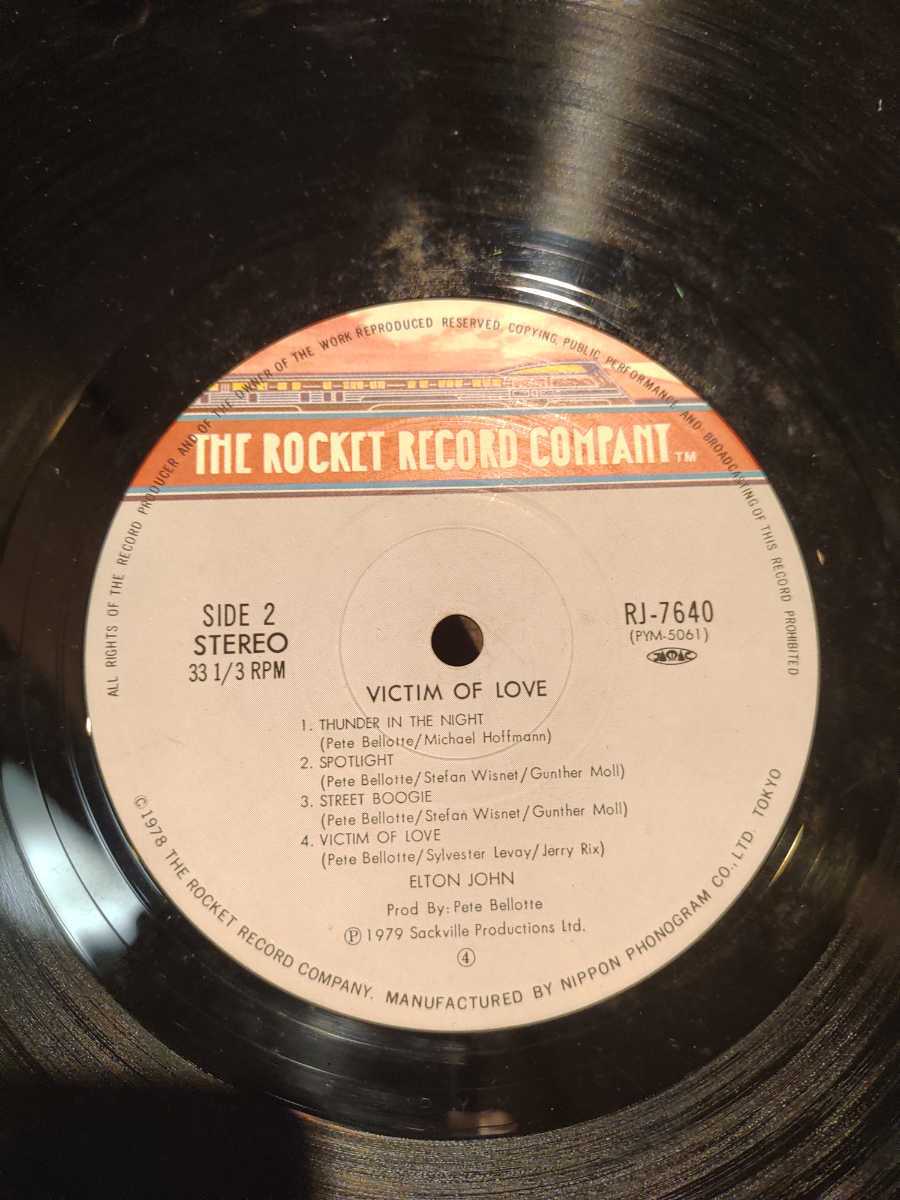 ALL RIGHTS OF THE RECORD PRODUCER AND OF THE OWNER OF THE WORK REPRODUCED RESERVED. COPYING, PUBLIC PERFORMANCE AND BROADCASTING OF THIS RECORD PROHIBITED
THE ROCKET RECORD COMPANY TM
SIDE 2
STEREO
33 1/3 RPM
RJ-7640
(PYM-5061)
VICTIM OF LOVE
1. THUNDER IN THE NIGHT
(Pete Bellotte/Michael Hoffmann)
2. SPOTLIGHT
(Pete Bellotte/Stefan Wisnet/Gunther Moll)
3. STREET BOOGIE
(Pete Bellotte/Stefan Wisnet/Gunther Moll)
4. VICTIM OF LOVE
(Pete Bellotte/Sylvester Levay/Jerry Rix)
ELTON JOHN
Prod By: Pete Bellotte
℗ 1979 Sackville Productions Ltd.
④
© 1978 THE ROCKET RECORD COMPANY. MANUFACTURED BY NIPPON PHONOGRAM CO., LTD. TOKYO